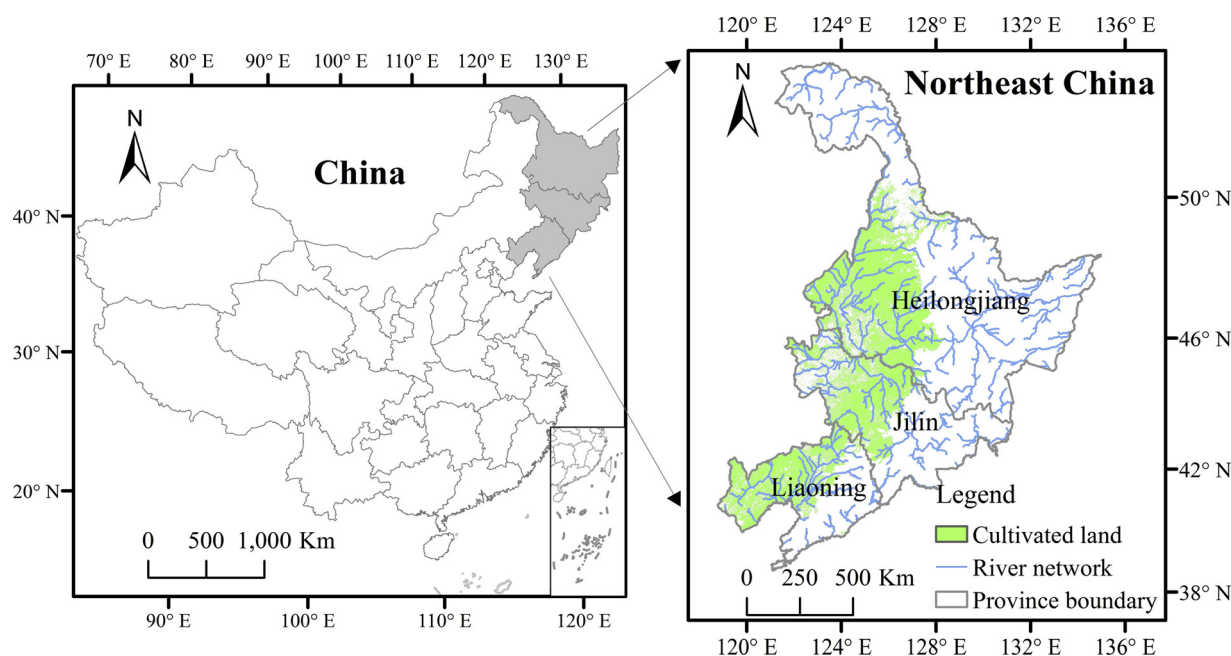 70° E 80° E 90° E 100° E 110° E 120° E 130° E
N
China
40° N
30° N
20° N
0 500 1,000 Km
90° E 100° E 110° E 120° E
120° E 124° E 128° E 132° E 136° E
N
Northeast China
50° N
Heilongjiang
46° N
Jilin
42° N
Liaoning
Legend
Cultivated land
River network
Province boundary
0 250 500 Km
38° N
120° E 124° E 128° E 132° E 136° E